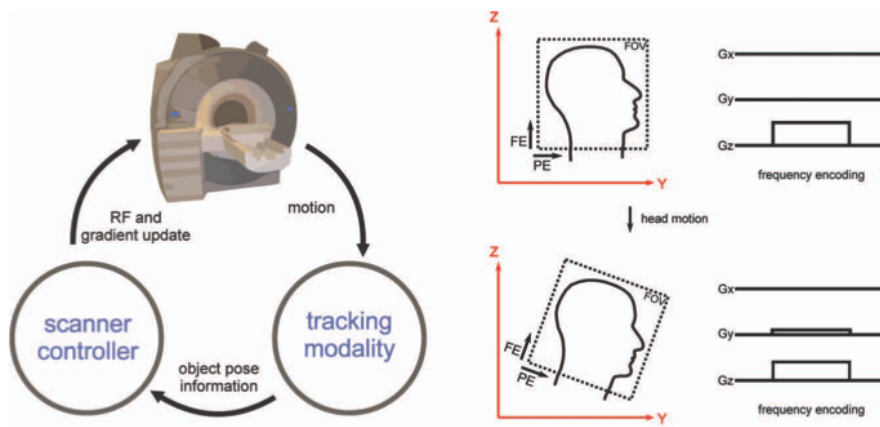 RF and
gradient update
motion
scanner
controller
tracking
modality
object pose
information
Z
FOV
FE
PE
Y
Gx
Gy
Gz
frequency encoding
head motion
Z
FOV
FE
PE
Y
Gx
Gy
Gz
frequency encoding